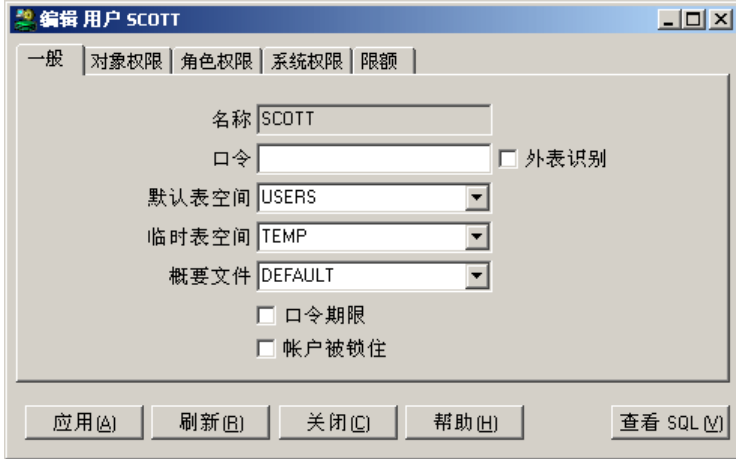 编辑 用户 SCOTT
一般 对象权限 角色权限 系统权限 限额
名称 SCOTT
口令 外表识别
默认表空间 USERS
临时表空间 TEMP
概要文件 DEFAULT
口令期限
帐户被锁住
应用(A) 刷新(R) 关闭(C) 帮助(H) 查看 SQL(V)